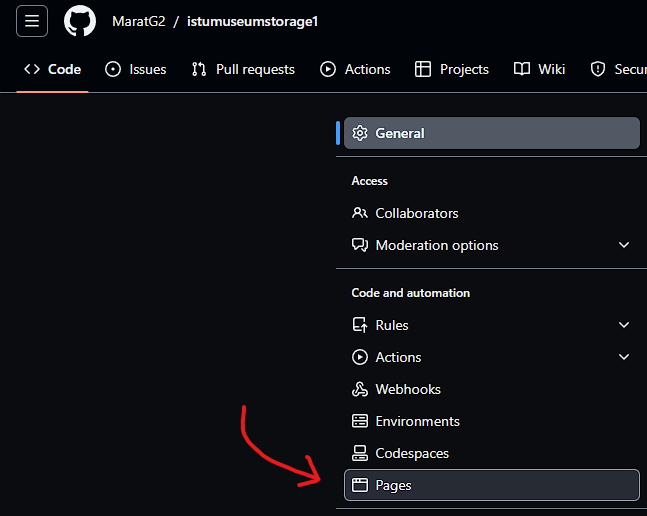 MaratG2 / istumuseumstorage1
Code Issues Pull requests Actions Projects Wiki
General
Access
Collaborators
Moderation options
Code and automation
Rules
Actions
Webhooks
Environments
Codespaces
Pages